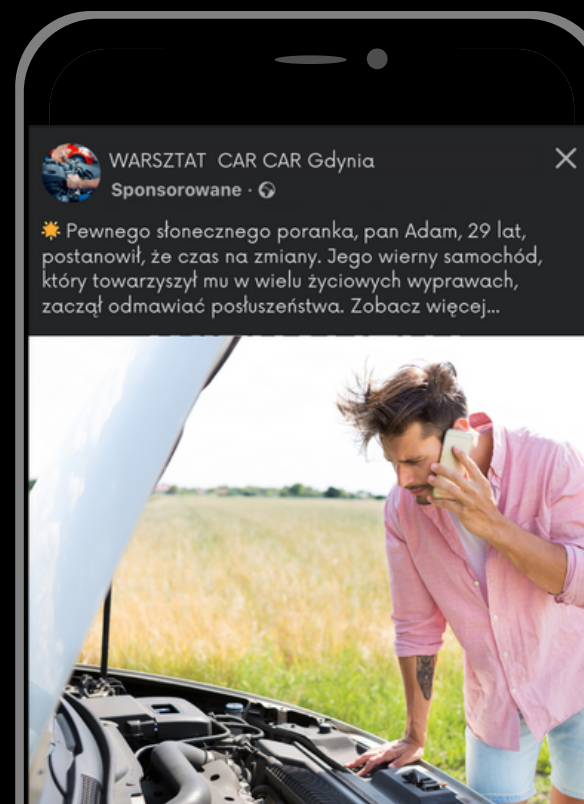 WARSZTAT CAR CAR Gdynia
Sponsorowane ·
Pewnego słonecznego poranka, pan Adam, 29 lat,
postanowił, że czas na zmiany. Jego wierny samochód,
który towarzyszył mu w wielu życiowych wyprawach,
zaczął odmawiać posłuszeństwa. Zobacz więcej...